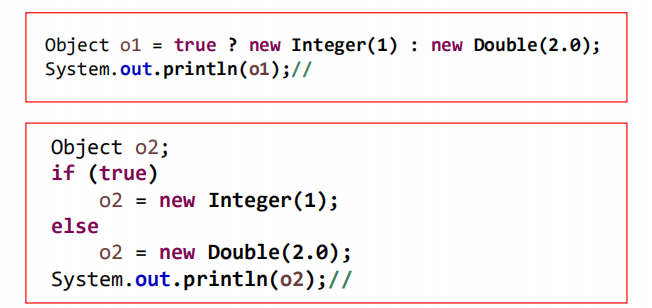 Object o1 = true ? new Integer(1) : new Double(2.0);
System.out.println(o1);//
Object o2;
if (true)
    o2 = new Integer(1);
else
    o2 = new Double(2.0);
System.out.println(o2);//